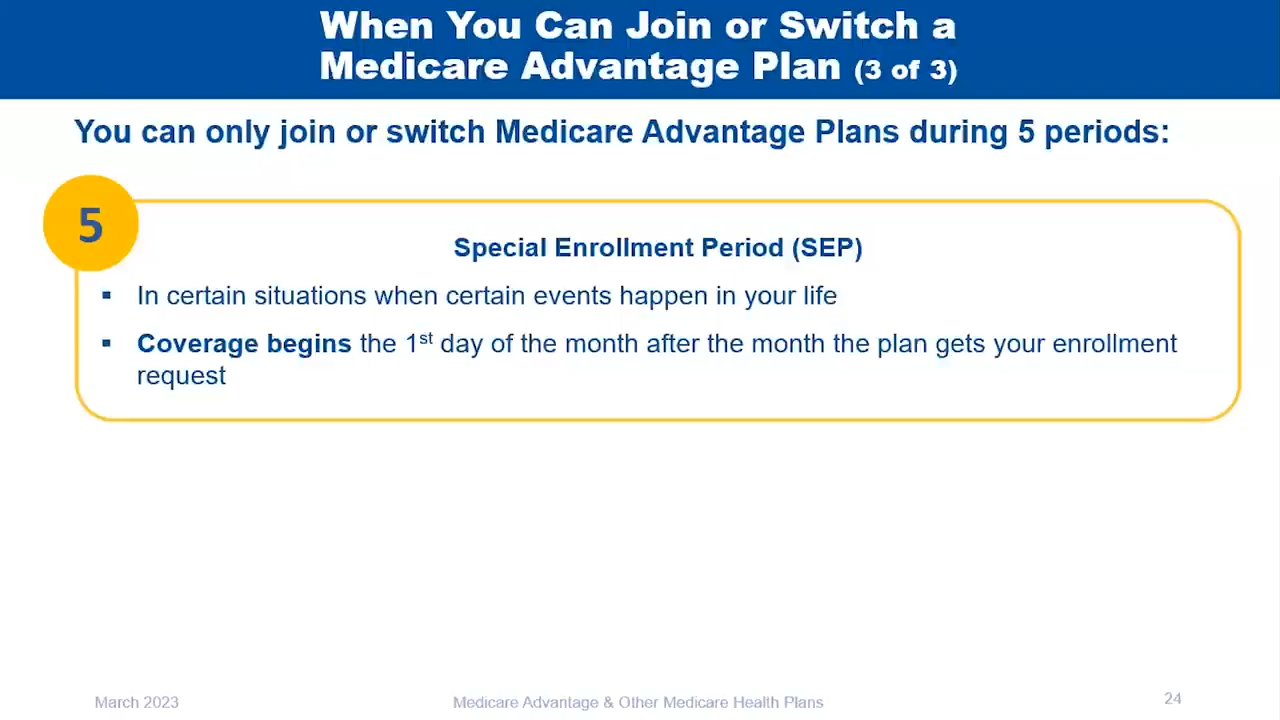 When You Can Join or Switch a
Medicare Advantage Plan (3 of 3)
You can only join or switch Medicare Advantage Plans during 5 periods:
5
Special Enrollment Period (SEP)
▪ In certain situations when certain events happen in your life
▪ Coverage begins the 1st day of the month after the month the plan gets your enrollment
request
March 2023
Medicare Advantage & Other Medicare Health Plans
24